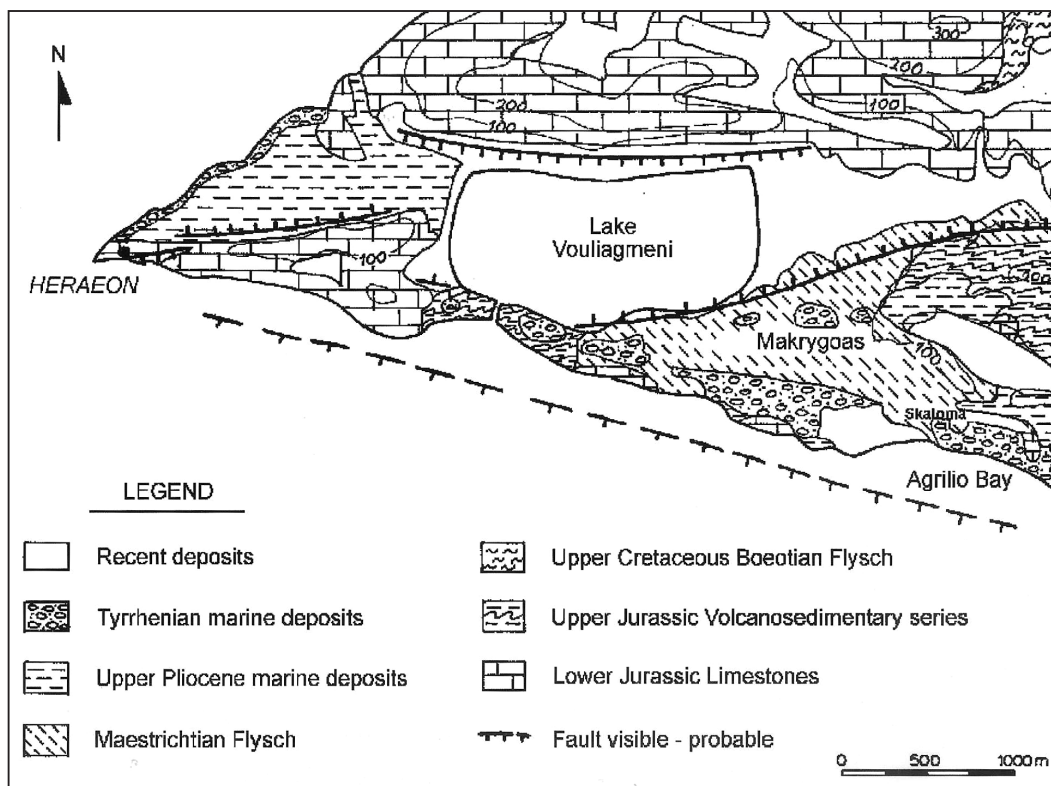 N
300
200
200
100
100
Lake
Vouliagmeni
100
HERAEON
100
Makrygoas
100
Skaloma
Agrilio Bay
LEGEND
Recent deposits
Upper Cretaceous Boeotian Flysch
Tyrrhenian marine deposits
Upper Jurassic Volcanosedimentary series
Upper Pliocene marine deposits
Lower Jurassic Limestones
Maestrichtian Flysch
Fault visible - probable
0 500 1000 m